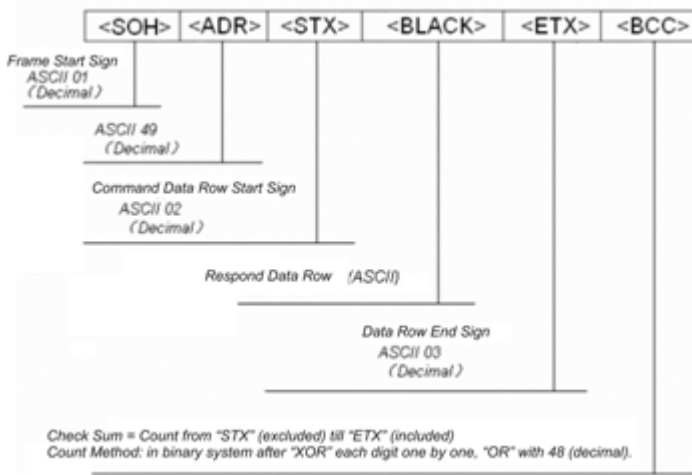 <SOH> <ADR> <STX> <BLACK> <ETX> <BCC>
Frame Start Sign
ASCII 01
(Decimal)
ASCII 49
(Decimal)
Command Data Row Start Sign
ASCII 02
(Decimal)
Respond Data Row (ASCII)
Data Row End Sign
ASCII 03
(Decimal)
Check Sum = Count from "STX" (excluded) till "ETX" (included)
Count Method: in binary system after "XOR" each digit one by one, "OR" with 48 (decimal).